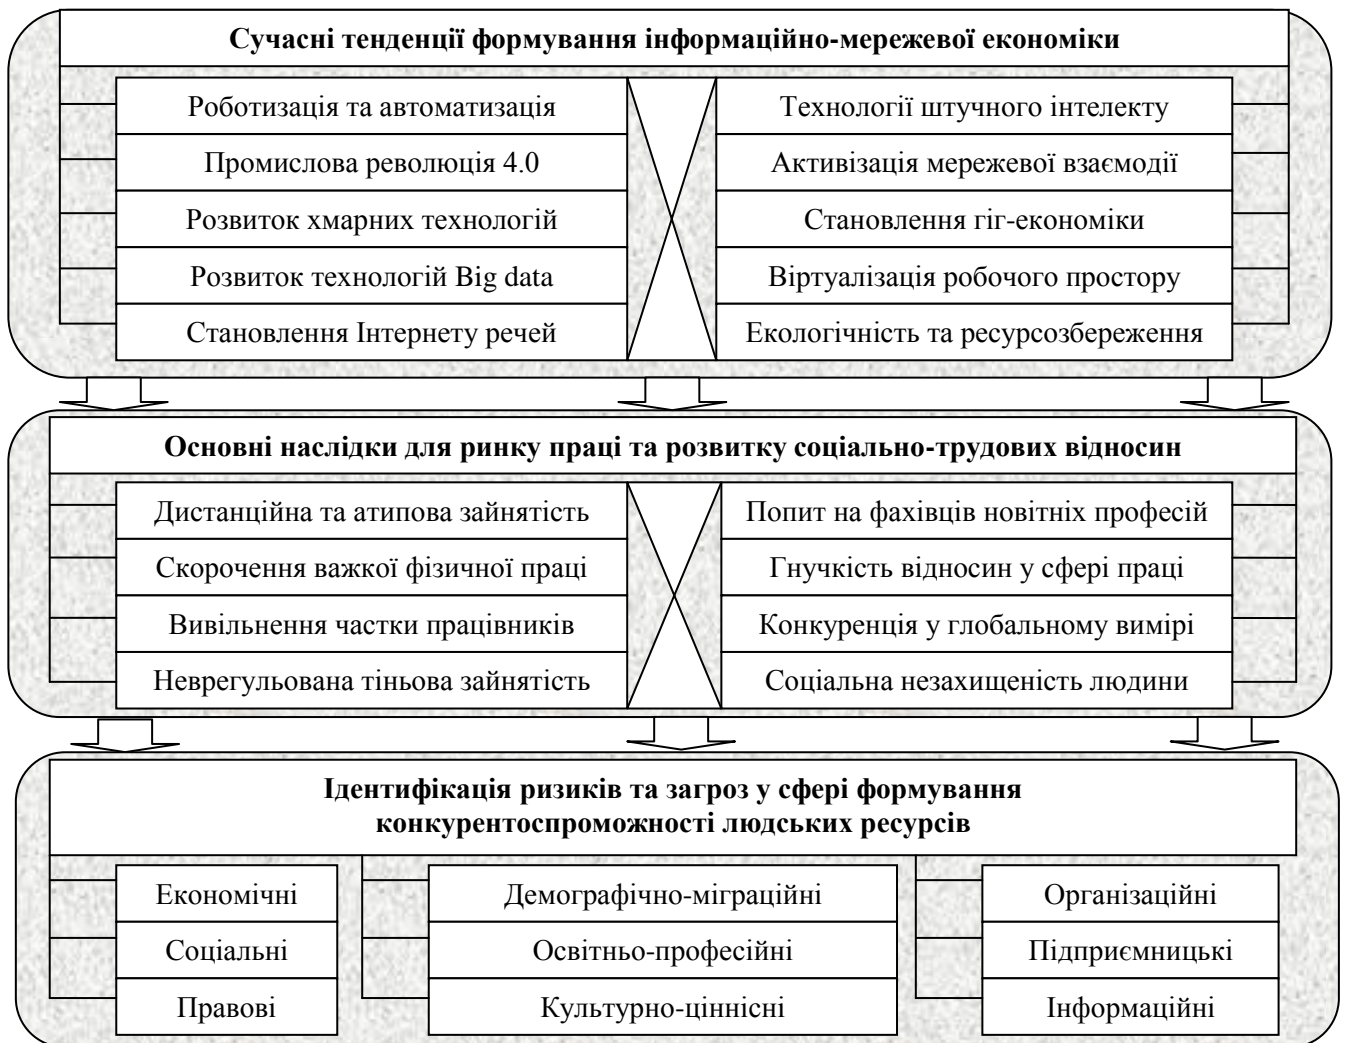 Сучасні тенденції формування інформаційно-мережевої економіки
Роботизація та автоматизація
Промислова революція 4.0
Розвиток хмарних технологій
Розвиток технологій Big data
Становлення Інтернету речей
Технології штучного інтелекту
Активізація мережевої взаємодії
Становлення гіг-економіки
Віртуалізація робочого простору
Екологічність та ресурсозбереження
Основні наслідки для ринку праці та розвитку соціально-трудових відносин
Дистанційна та атипова зайнятість
Скорочення важкої фізичної праці
Вивільнення частки працівників
Неврегульована тіньова зайнятість
Попит на фахівців новітніх професій
Гнучкість відносин у сфері праці
Конкуренція у глобальному вимірі
Соціальна незахищеність людини
Ідентифікація ризиків та загроз у сфері формування
конкурентоспроможності людських ресурсів
Економічні
Соціальні
Правові
Демографічно-міграційні
Освітньо-професійні
Культурно-ціннісні
Організаційні
Підприємницькі
Інформаційні